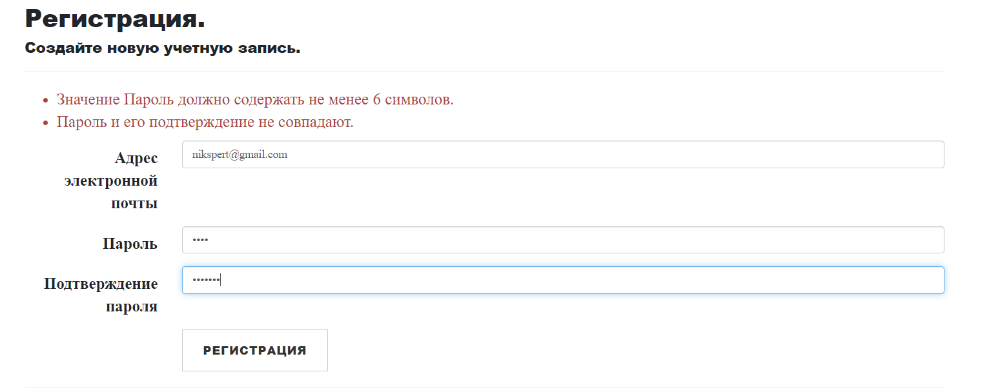 Регистрация.
Создайте новую учетную запись.
Значение Пароль должно содержать не менее 6 символов.
Пароль и его подтверждение не совпадают.
Адрес
электронной
почты
nikspert@gmail.com
Пароль
••••
Подтверждение
пароля
•••••••
РЕГИСТРАЦИЯ